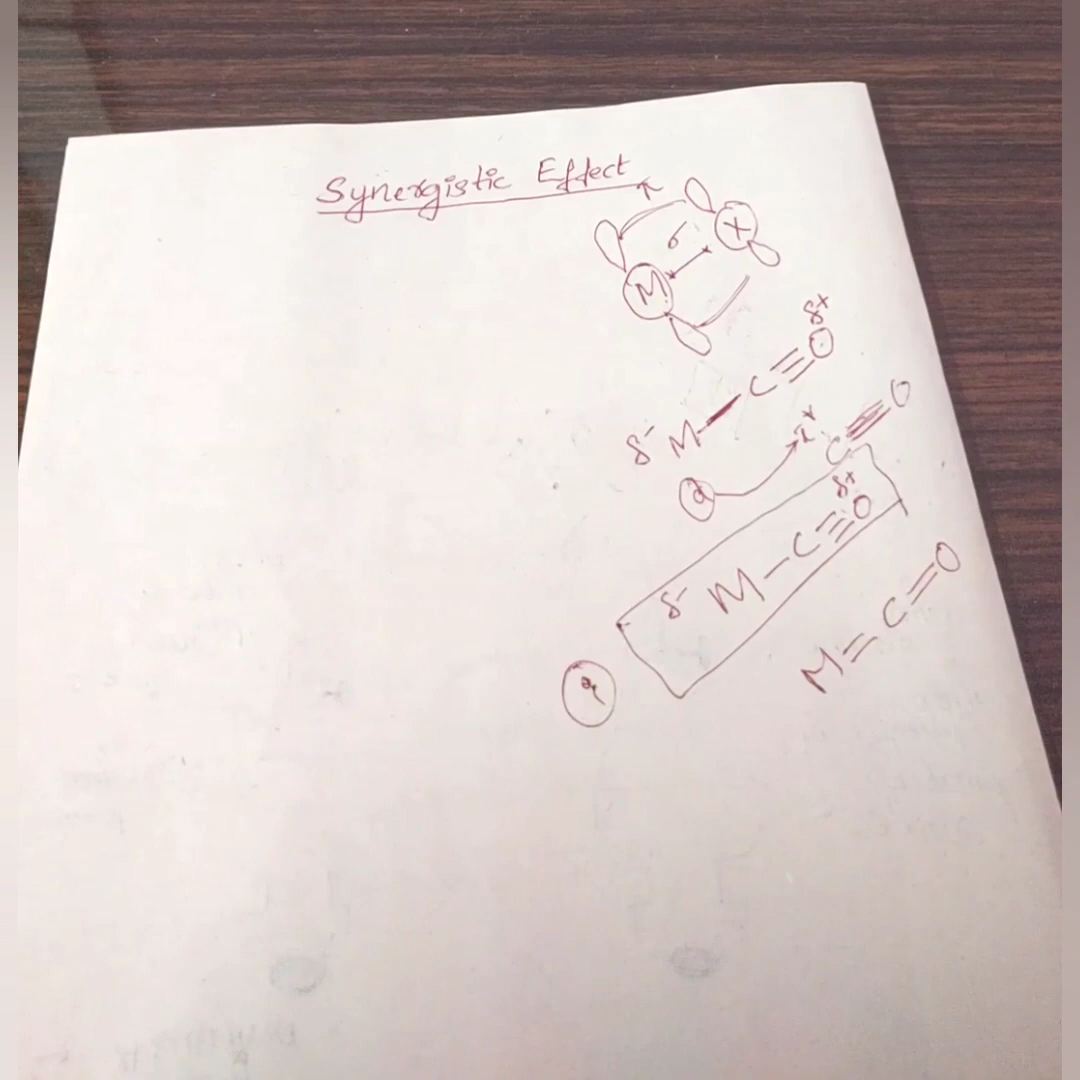 Synergistic Effect
π
σ
X
M
δ- M-C≡O δ+
π*
C≡O
δ- M-C≡O δ+
M=C=O